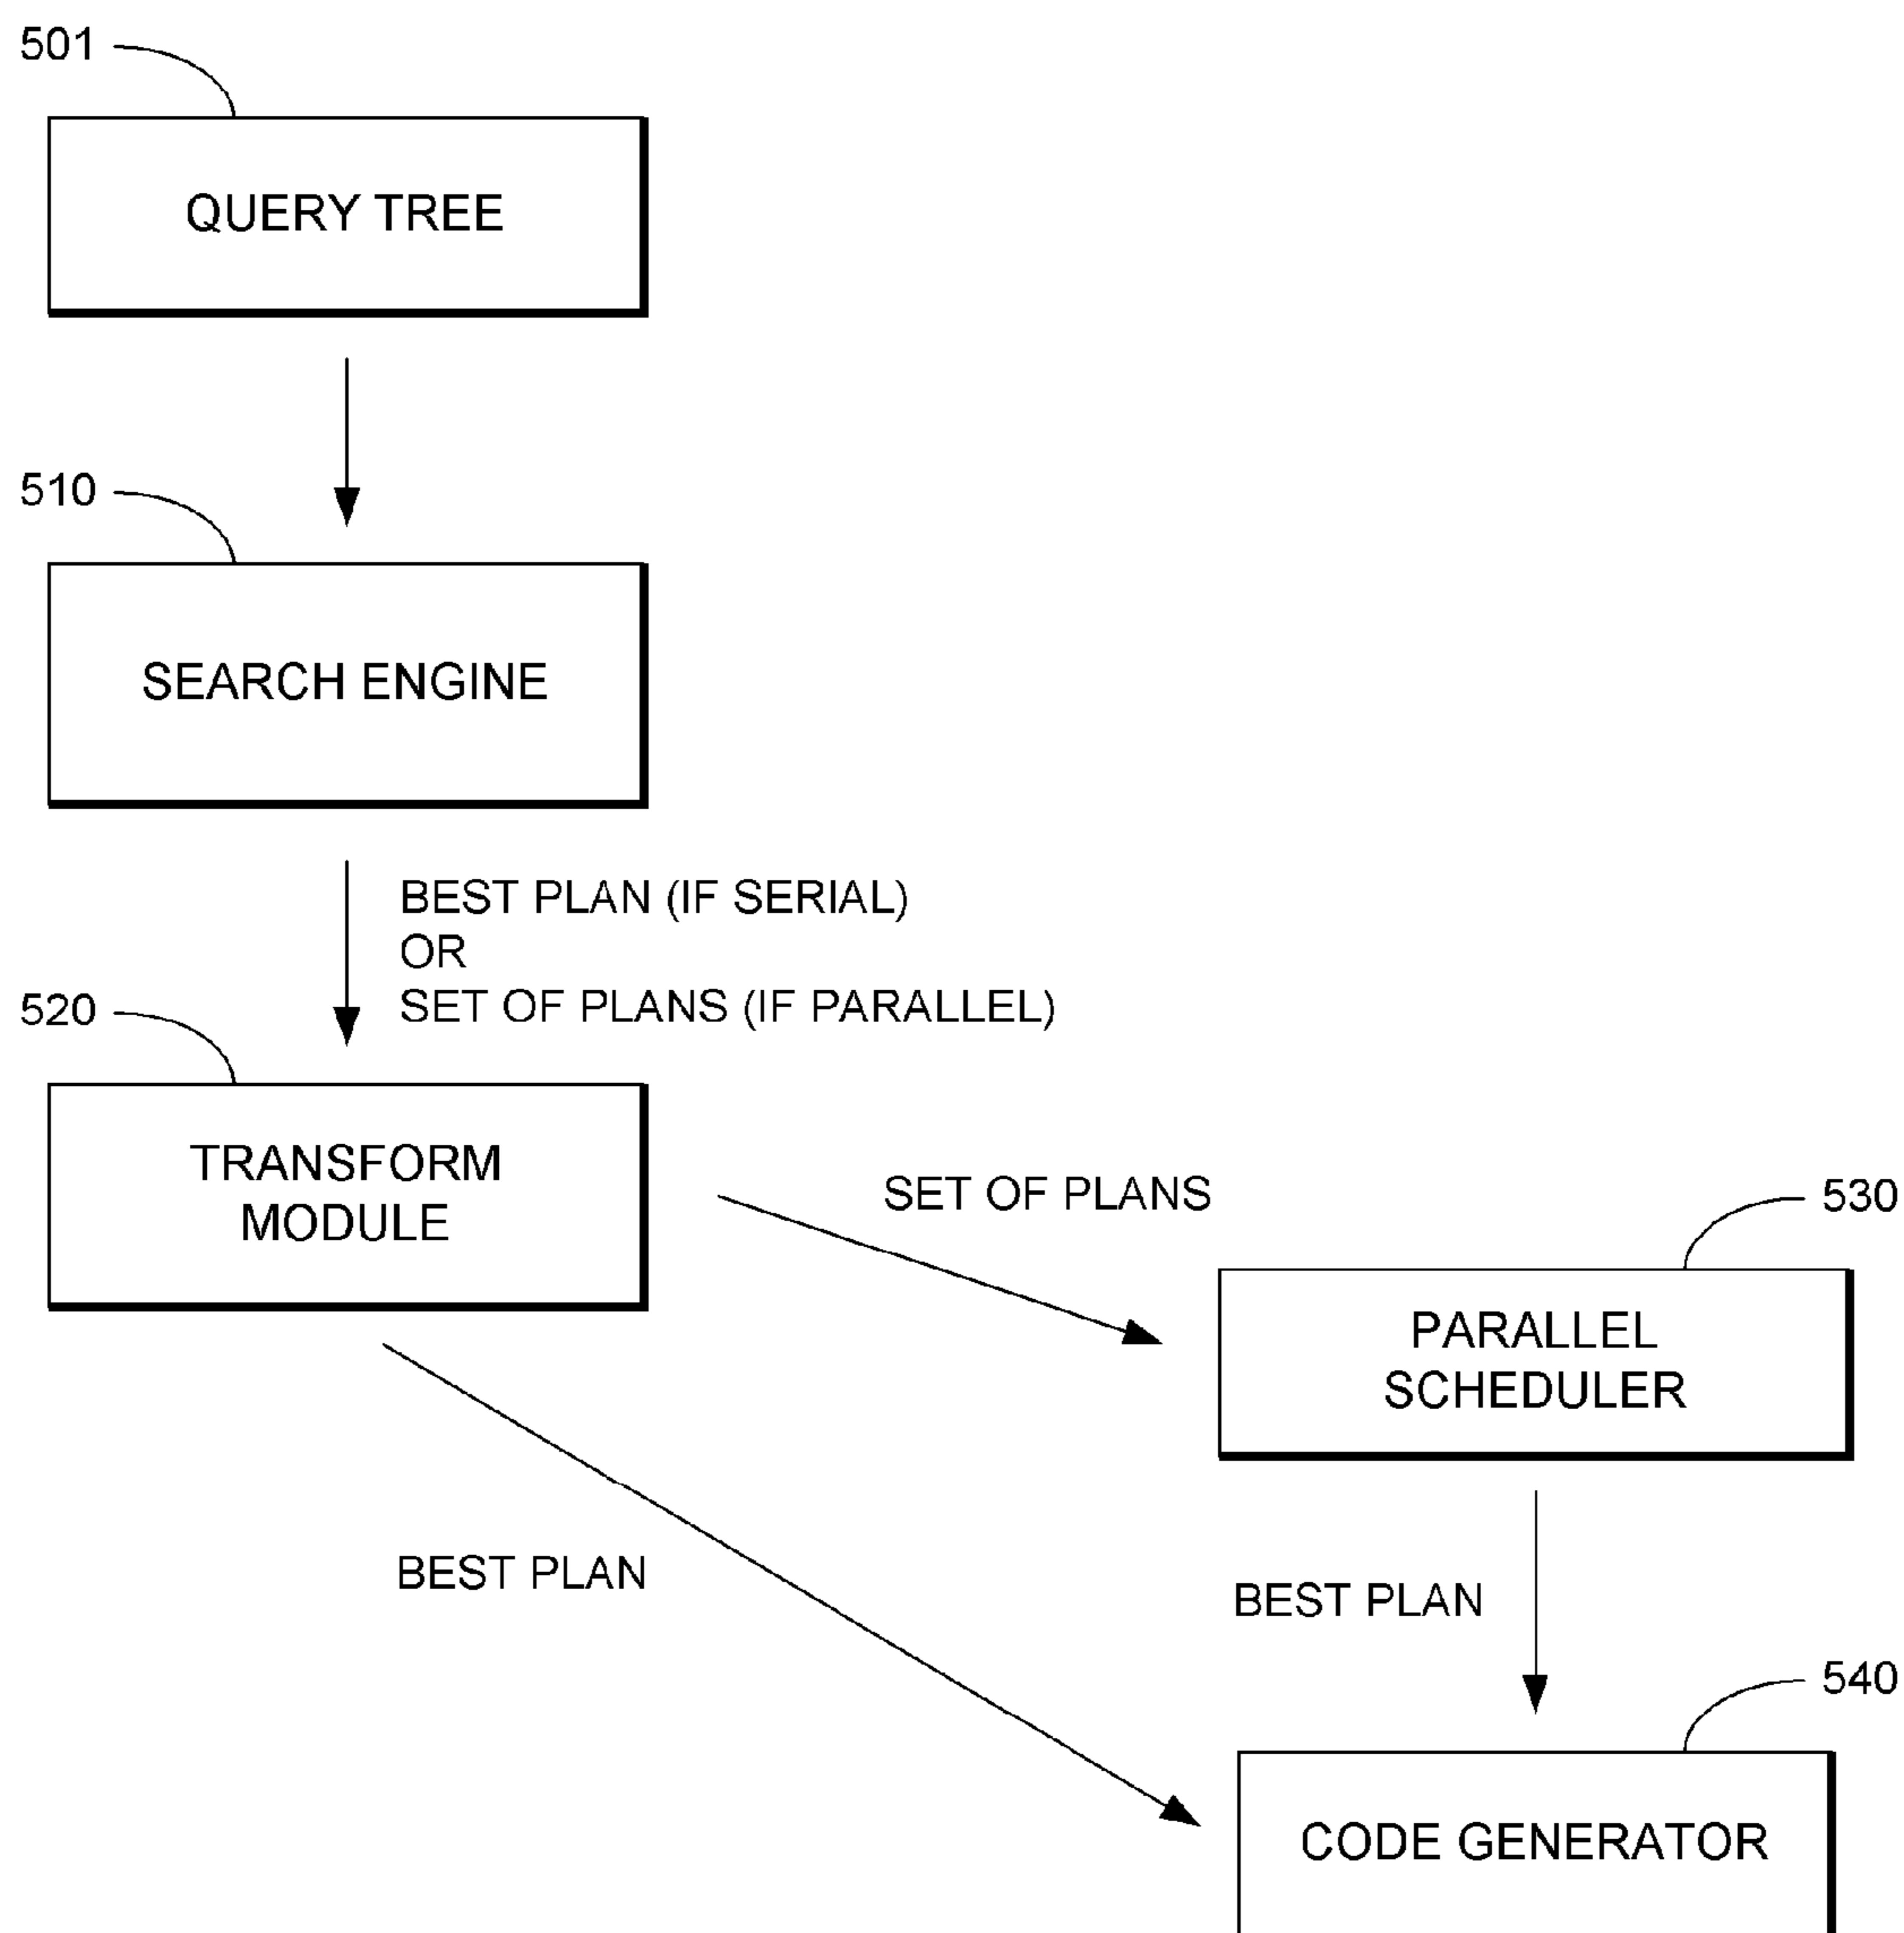 501
QUERY TREE
510
SEARCH ENGINE
BEST PLAN (IF SERIAL)
OR
SET OF PLANS (IF PARALLEL)
520
TRANSFORM
MODULE
SET OF PLANS
530
PARALLEL
SCHEDULER
BEST PLAN
BEST PLAN
540
CODE GENERATOR